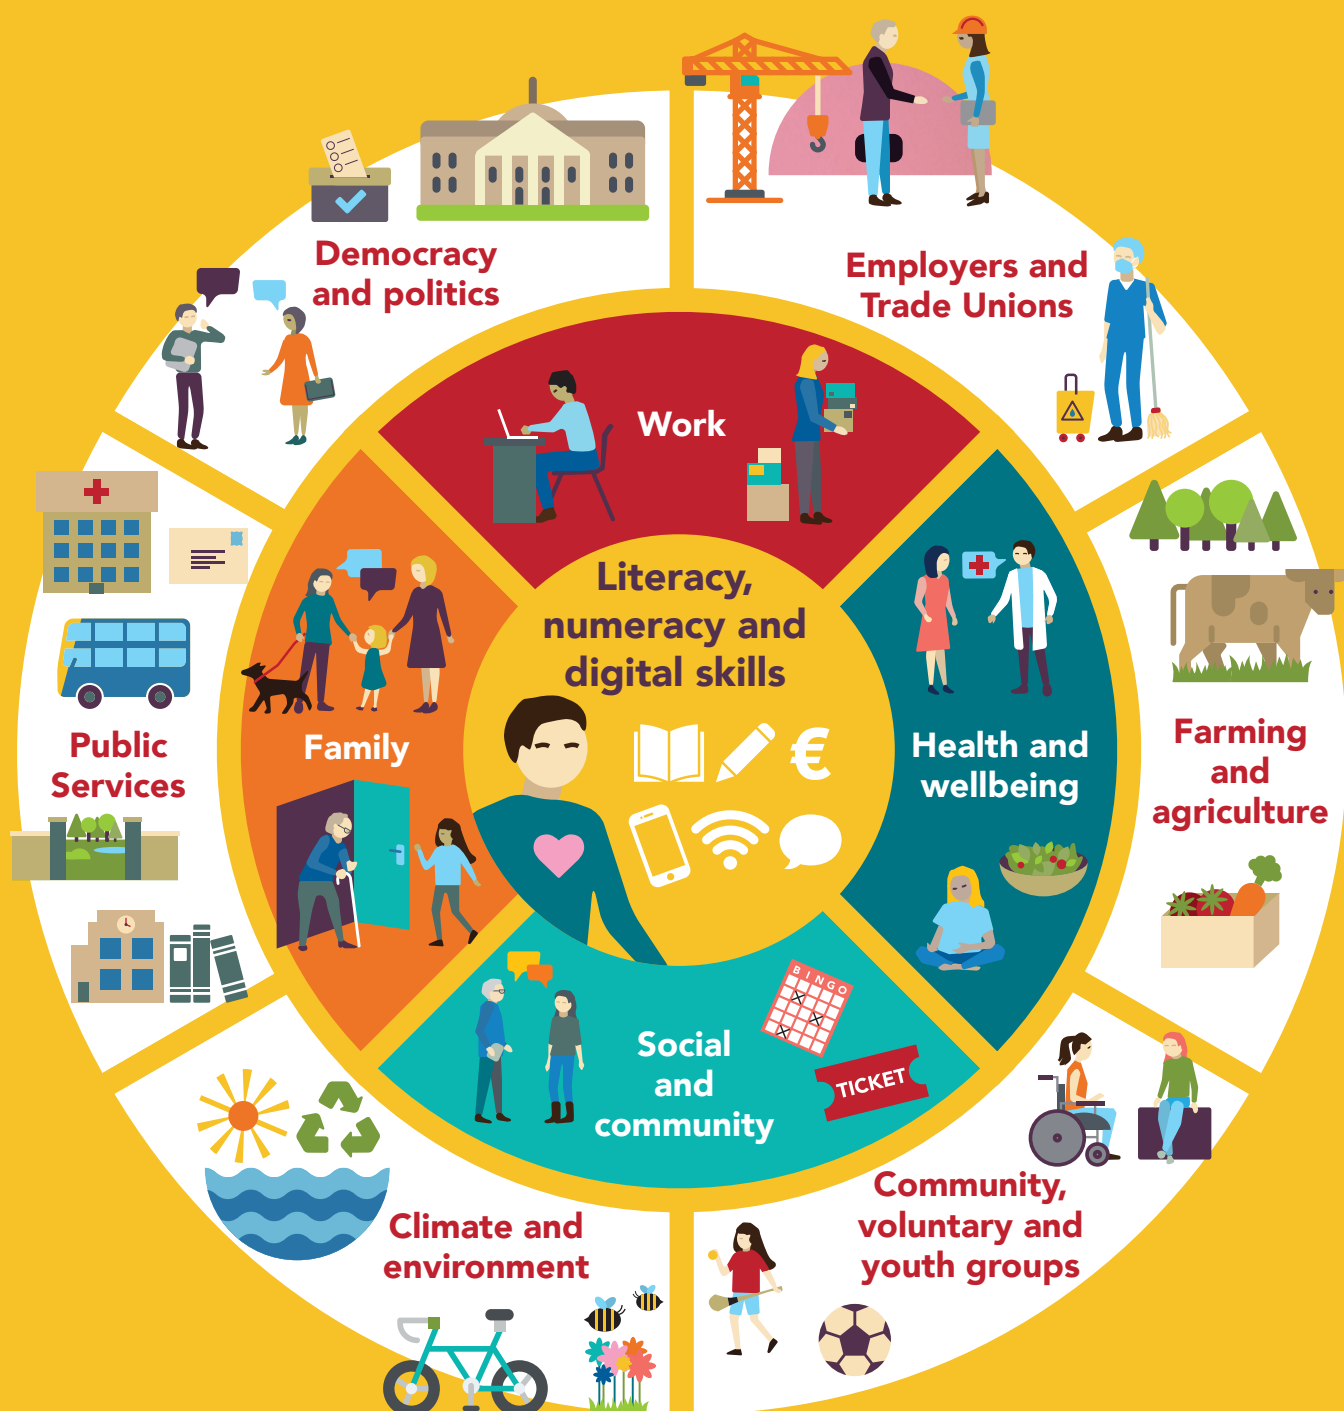 Democracy
and politics
Employers and
Trade Unions
Work
Literacy,
numeracy and
digital skills
€
Public
Services
Family
Health and
wellbeing
Farming
and
agriculture
Social
and
community
BINGO
TICKET
Climate and
environment
Community,
voluntary and
youth groups